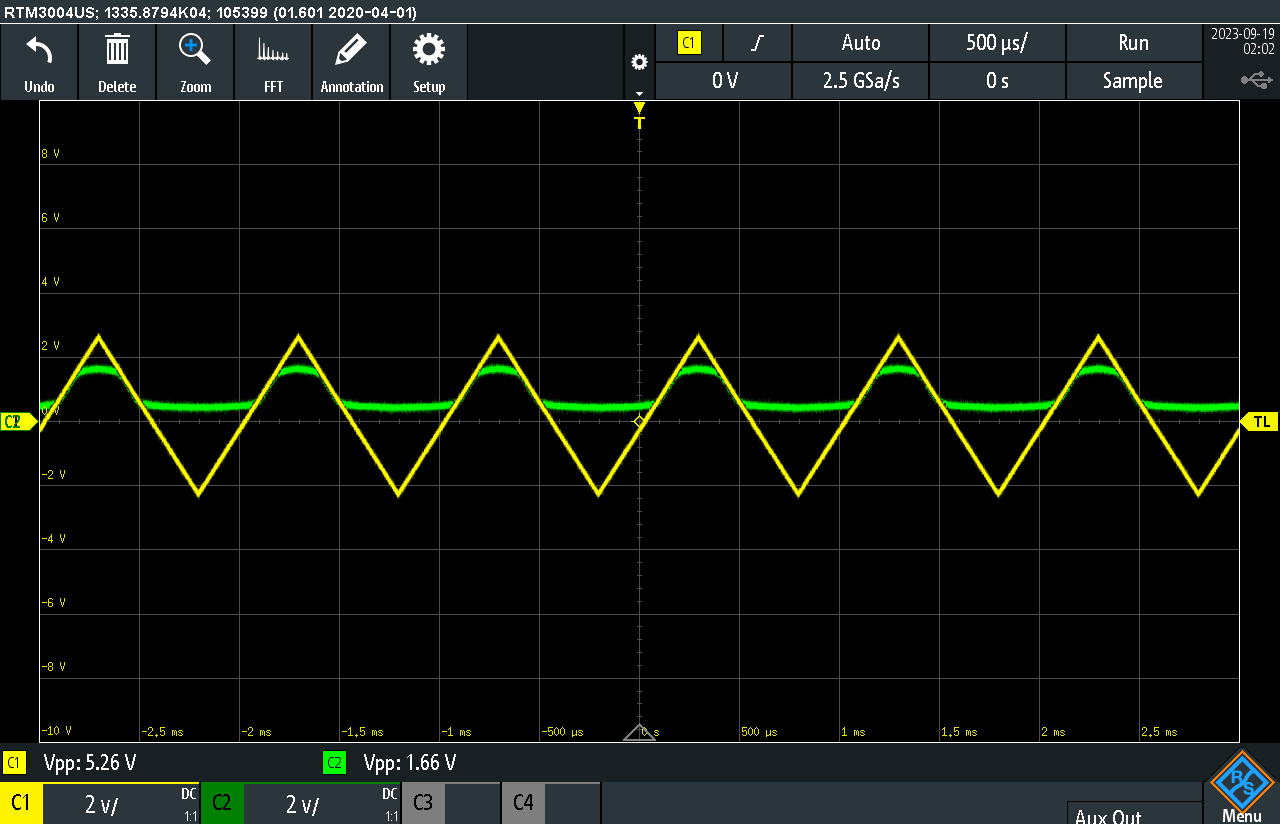 RTM3004US; 1335.8794K04; 105399 (01.601 2020-04-01)
Undo Delete Zoom FFT Annotation Setup
C1 Auto 500 µs/ Run
0 V 2.5 GSa/s 0 s Sample
2023-09-19
02:02
T
8 V
6 V
4 V
2 V
0 V
C2 TL
-2 V
-4 V
-6 V
-8 V
-10 V -2.5 ms -2 ms -1.5 ms -1 ms -500 µs 0 s 500 µs 1 ms 1.5 ms 2 ms 2.5 ms
C1 Vpp: 5.26 V C2 Vpp: 1.66 V
C1 2 V/ DC 1:1 C2 2 V/ DC 1:1 C3 C4
Aux Out
R S
Menu